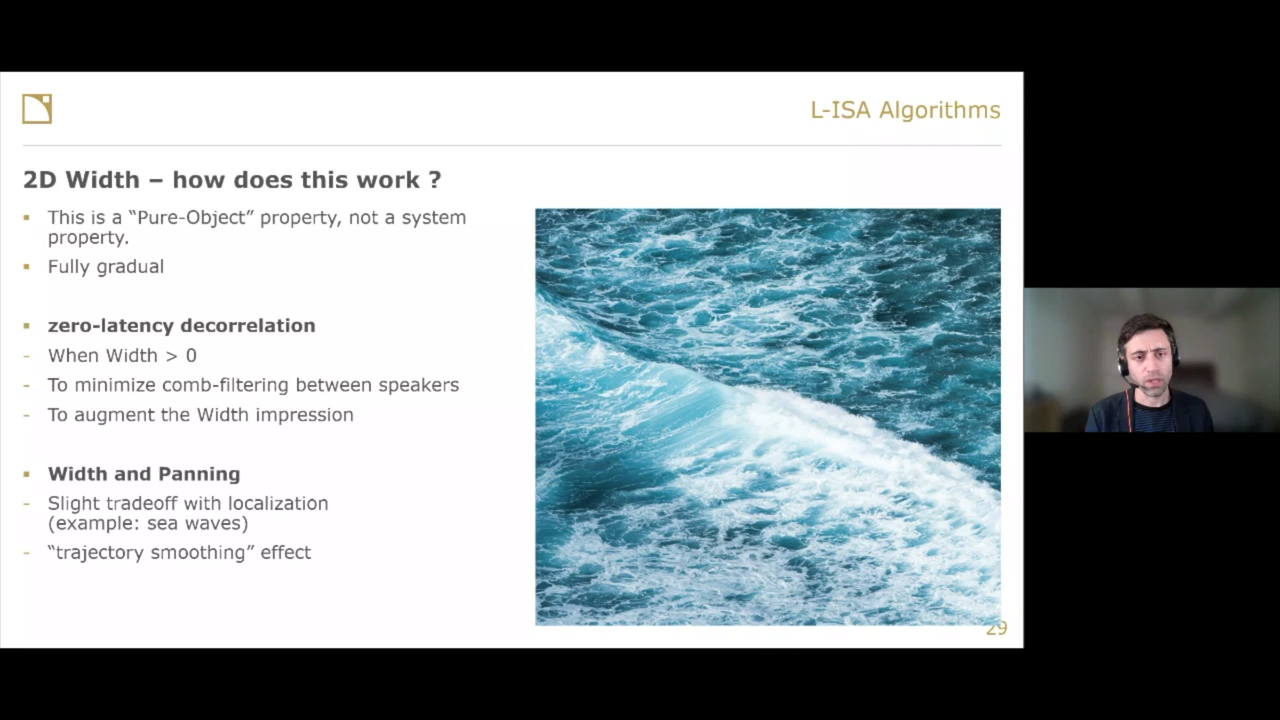 L-ISA Algorithms
2D Width – how does this work ?
▪ This is a “Pure-Object” property, not a system
property.
▪ Fully gradual
▪ zero-latency decorrelation
- When Width > 0
- To minimize comb-filtering between speakers
- To augment the Width impression
▪ Width and Panning
- Slight tradeoff with localization
(example: sea waves)
- “trajectory smoothing” effect
29